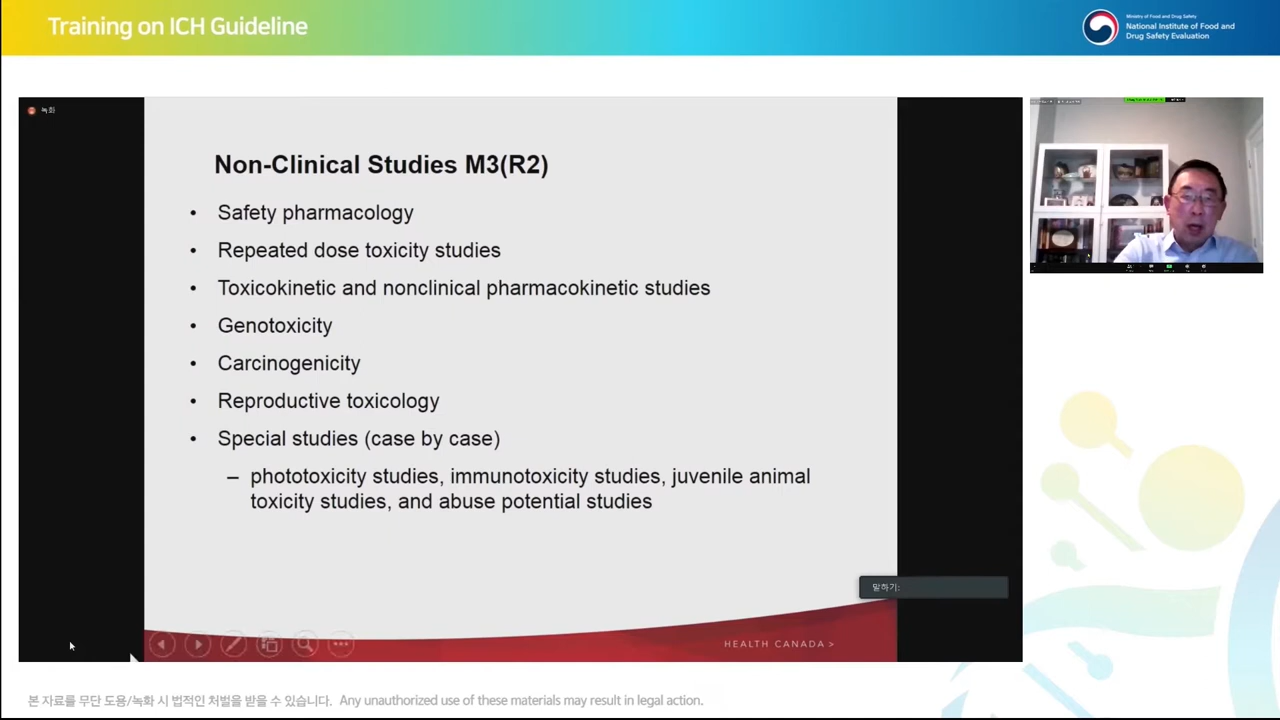 Training on ICH Guideline
Ministry of Food and Drug Safety
National Institute of Food and
Drug Safety Evaluation
녹화
Non-Clinical Studies M3(R2)
• Safety pharmacology
• Repeated dose toxicity studies
• Toxicokinetic and nonclinical pharmacokinetic studies
• Genotoxicity
• Carcinogenicity
• Reproductive toxicology
• Special studies (case by case)
– phototoxicity studies, immunotoxicity studies, juvenile animal
toxicity studies, and abuse potential studies
말하기:
HEALTH CANADA >
본 자료를 무단 도용/녹화 시 법적인 처벌을 받을 수 있습니다. Any unauthorized use of these materials may result in legal action.